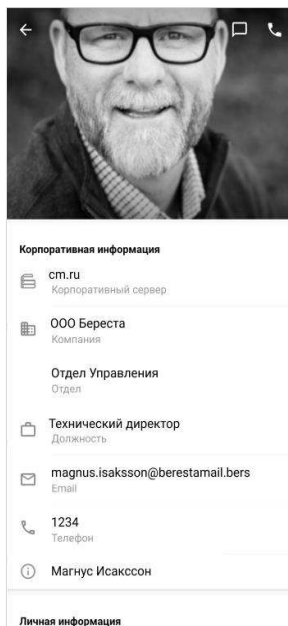 Корпоративная информация
cm.ru
Корпоративный сервер
ООО Береста
Компания
Отдел Управления
Отдел
Технический директор
Должность
magnus.isaksson@berestamail.bers
Email
1234
Телефон
Магнус Исакссон
Личная информация